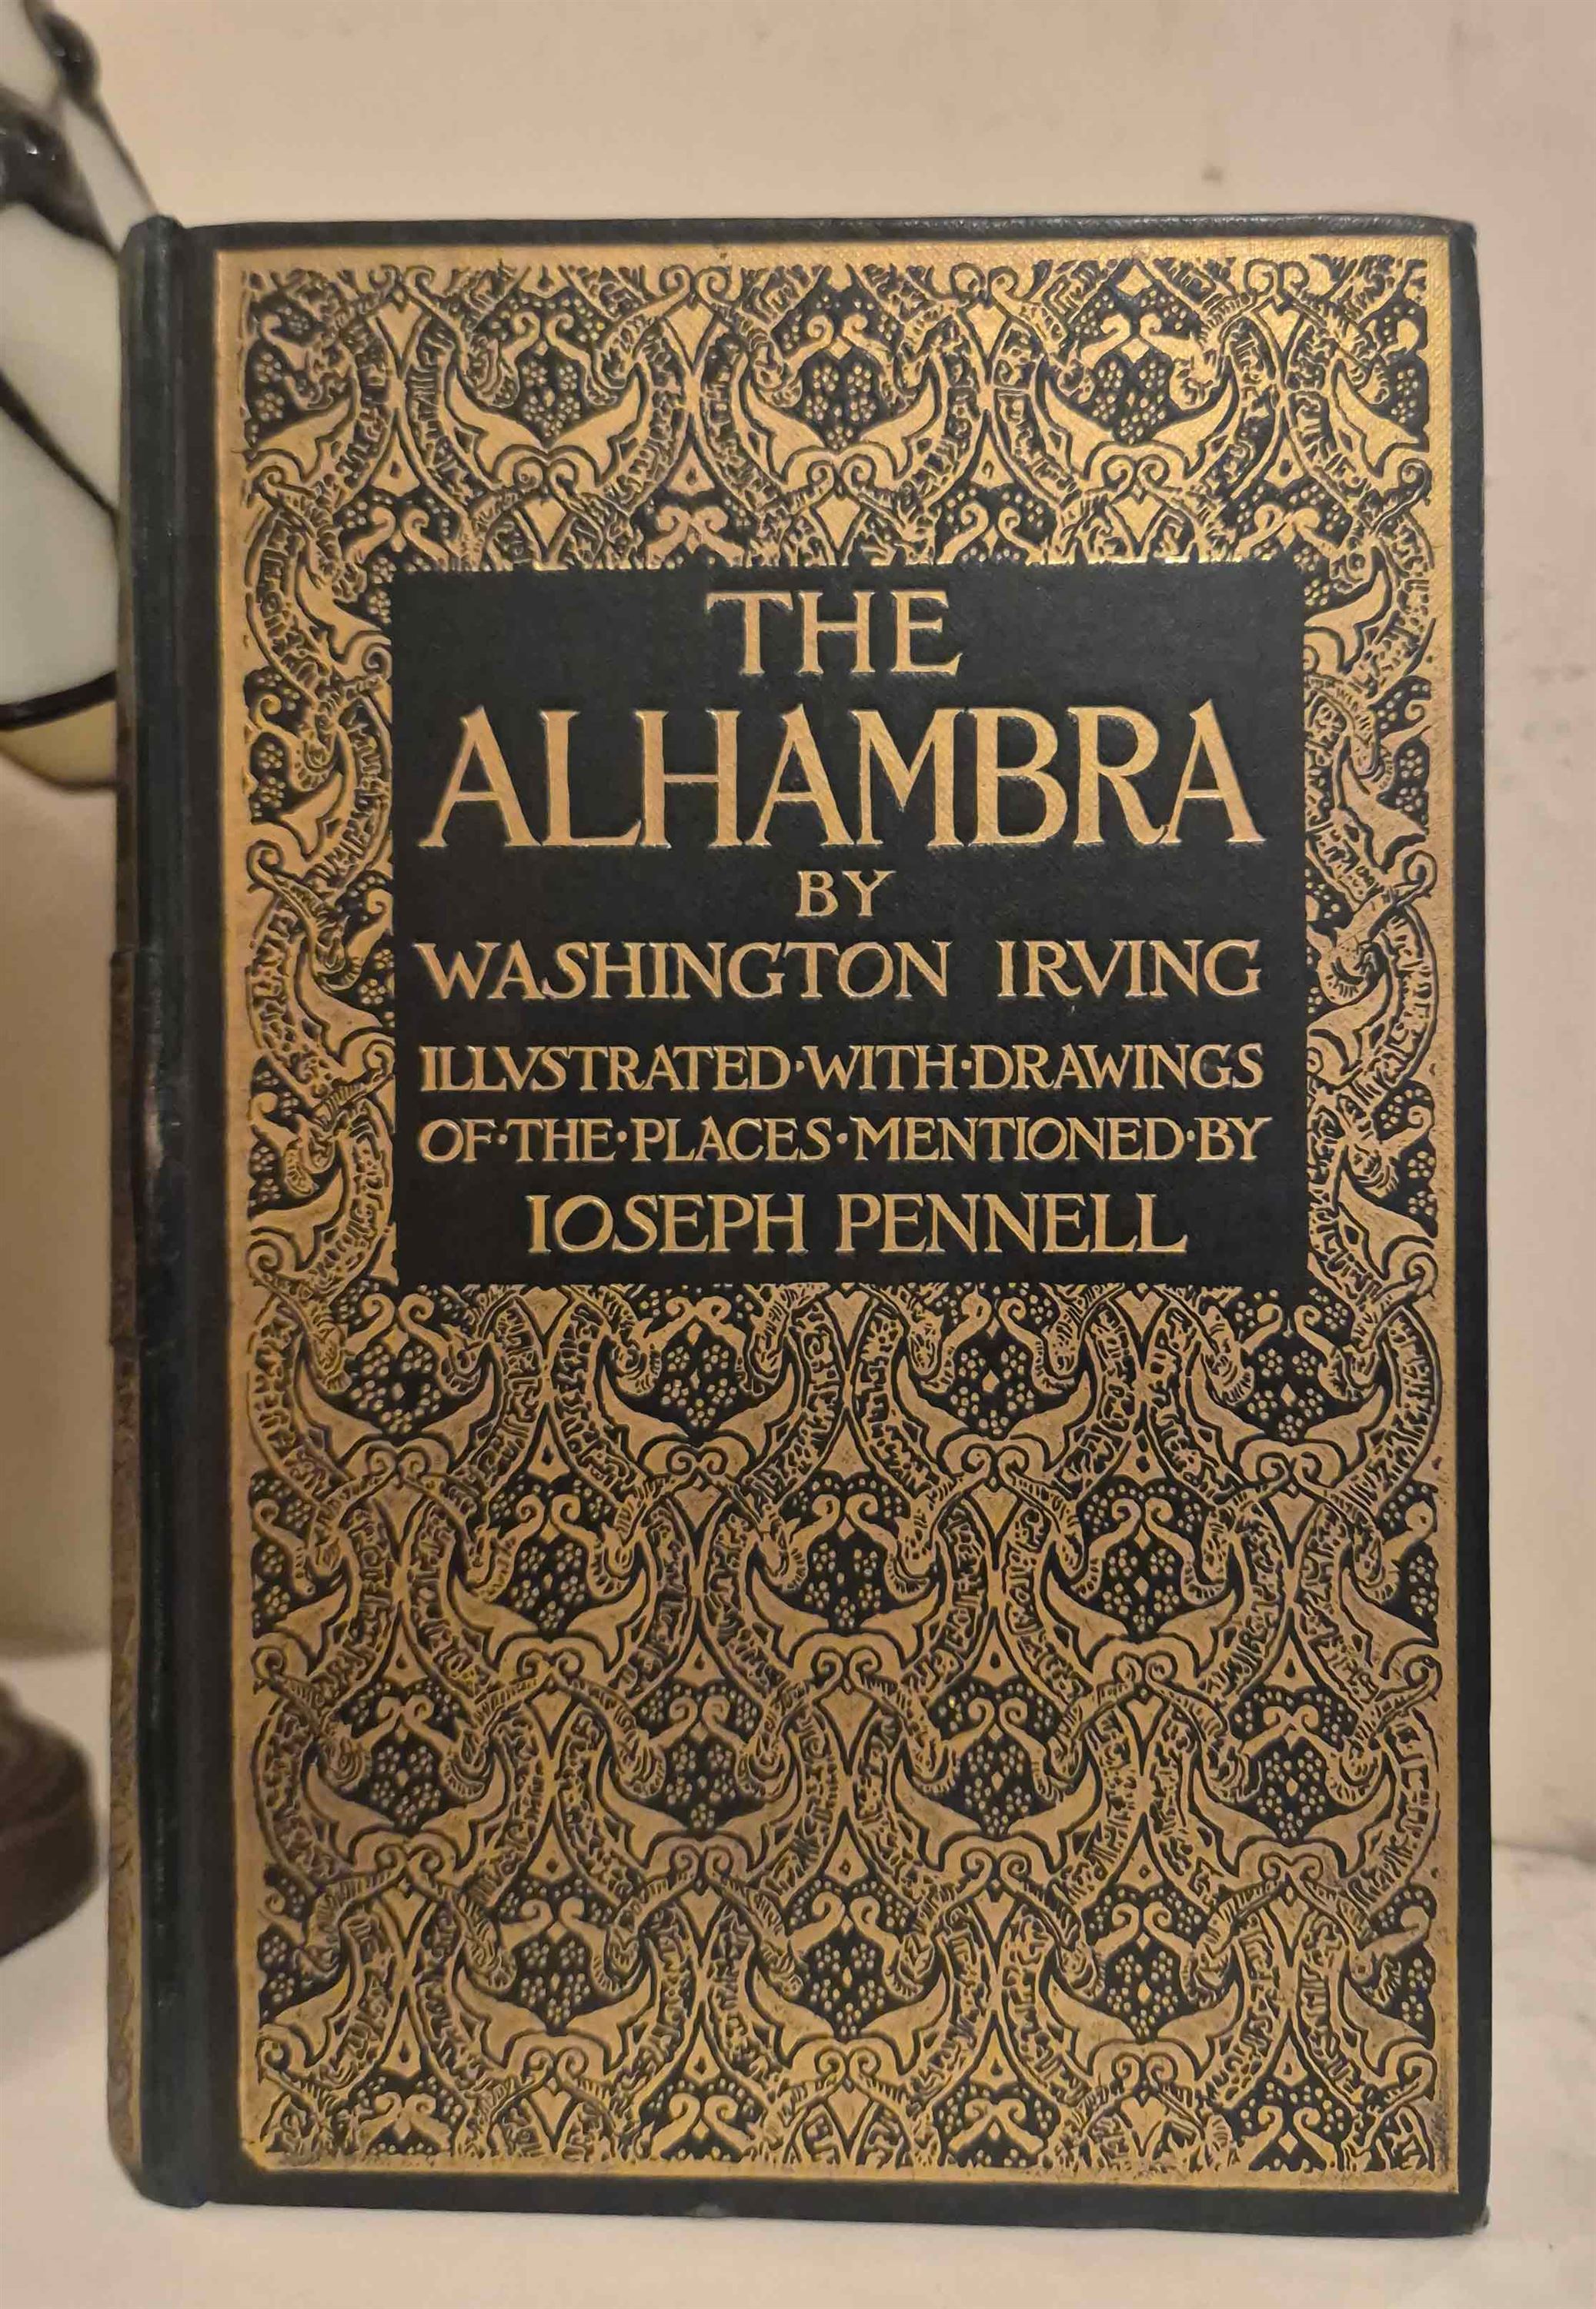 THE
ALHAMBRA
BY
WASHINGTON IRVING
ILLVSTRATED·WITH·DRAWINGS
OF·THE·PLACES·MENTIONED·BY
IOSEPH PENNELL